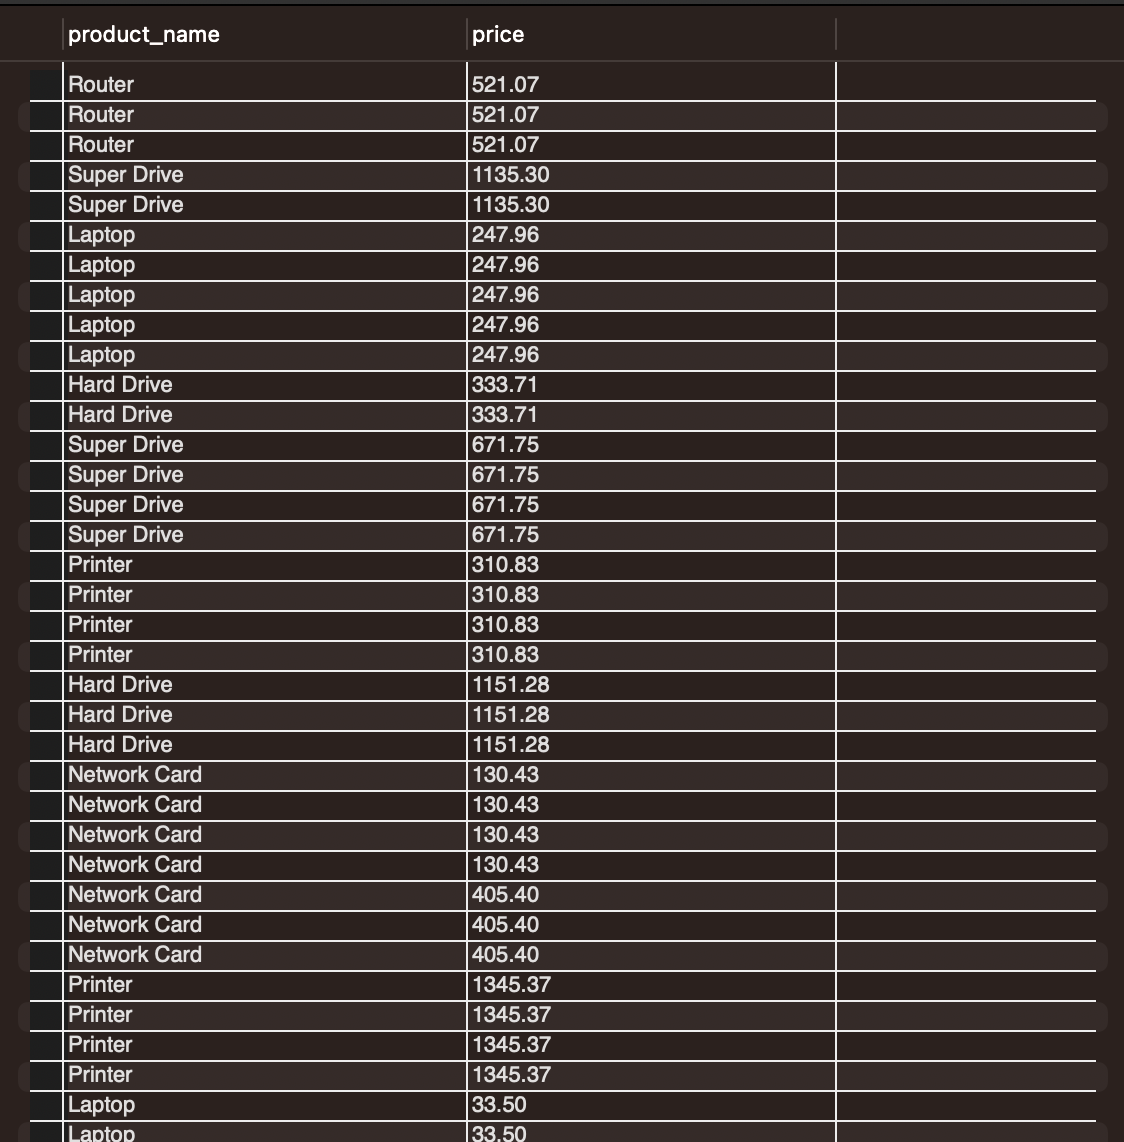 product_name price
Router 521.07
Router 521.07
Router 521.07
Super Drive 1135.30
Super Drive 1135.30
Laptop 247.96
Laptop 247.96
Laptop 247.96
Laptop 247.96
Laptop 247.96
Hard Drive 333.71
Hard Drive 333.71
Super Drive 671.75
Super Drive 671.75
Super Drive 671.75
Super Drive 671.75
Printer 310.83
Printer 310.83
Printer 310.83
Printer 310.83
Hard Drive 1151.28
Hard Drive 1151.28
Hard Drive 1151.28
Network Card 130.43
Network Card 130.43
Network Card 130.43
Network Card 130.43
Network Card 405.40
Network Card 405.40
Network Card 405.40
Printer 1345.37
Printer 1345.37
Printer 1345.37
Printer 1345.37
Laptop 33.50
Laptop 33.50